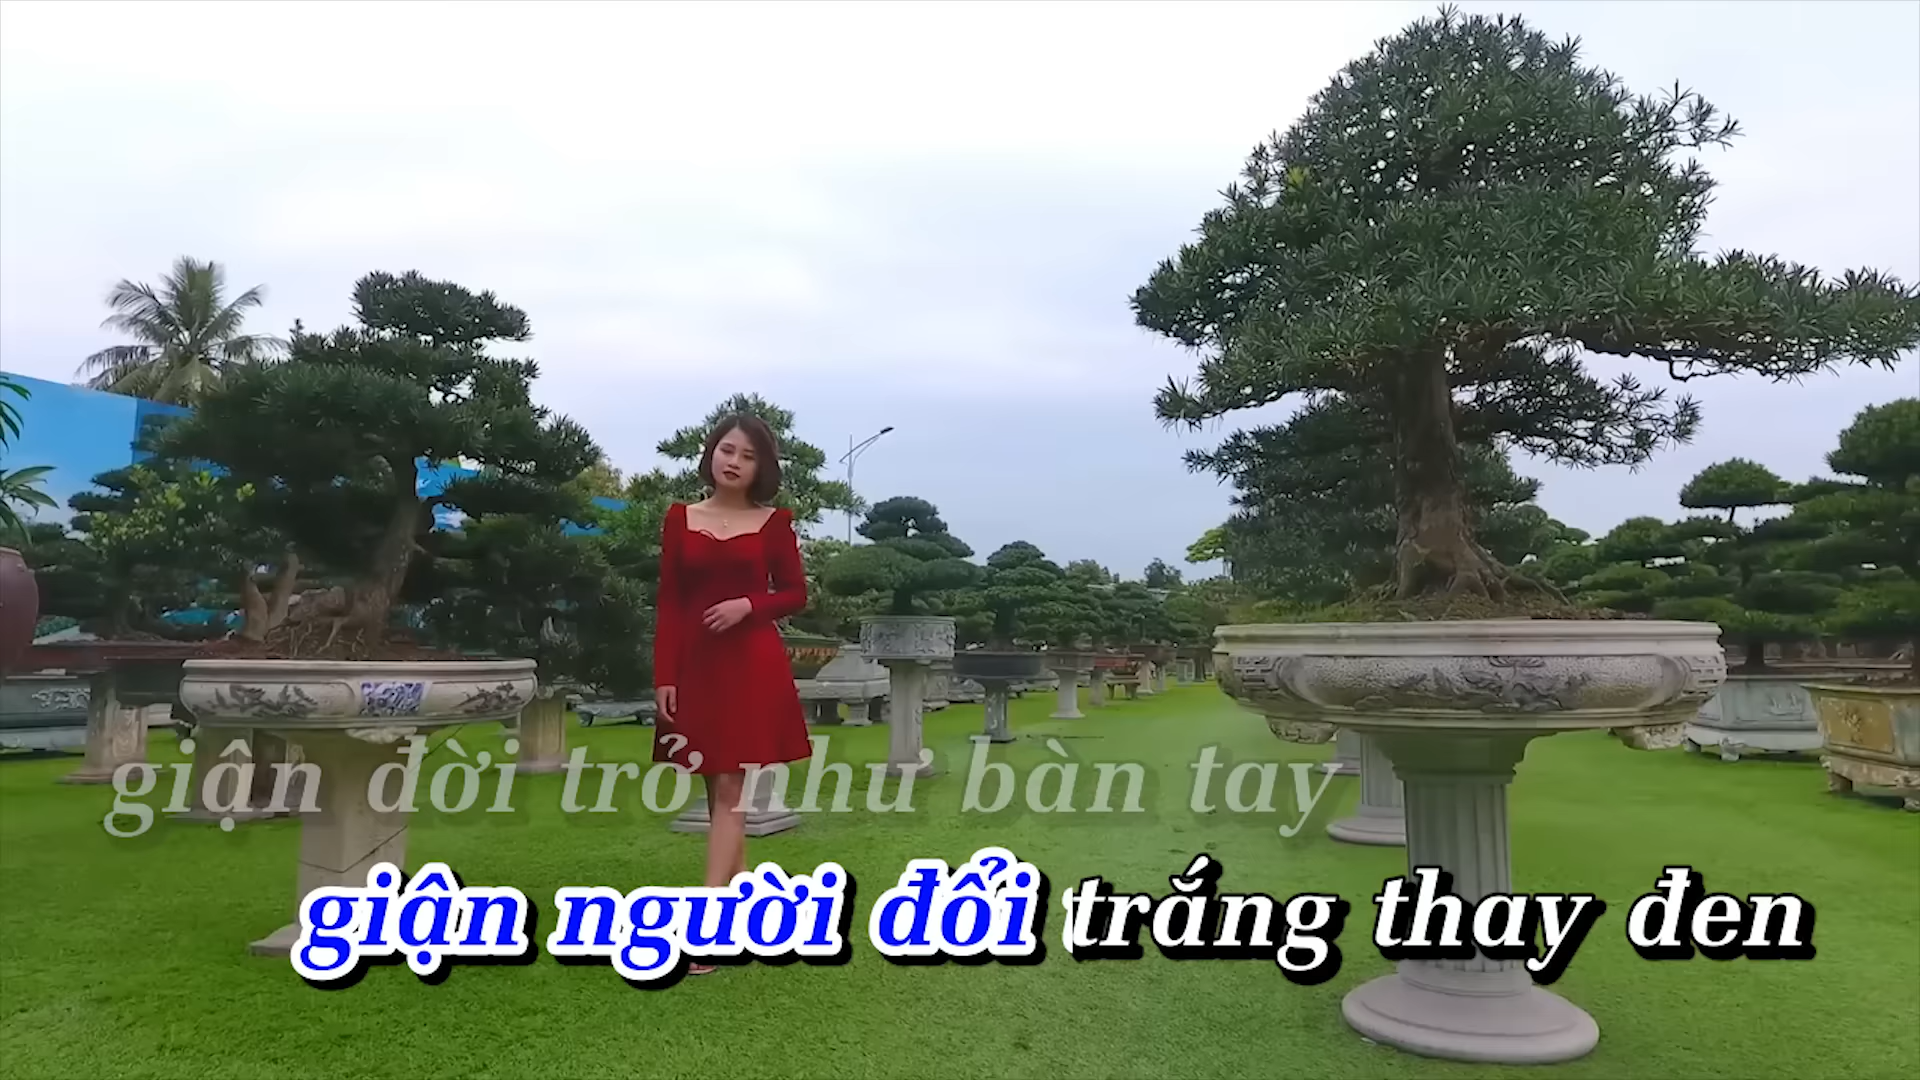 giận đời trở như bàn tay
giận người đổi trắng thay đen